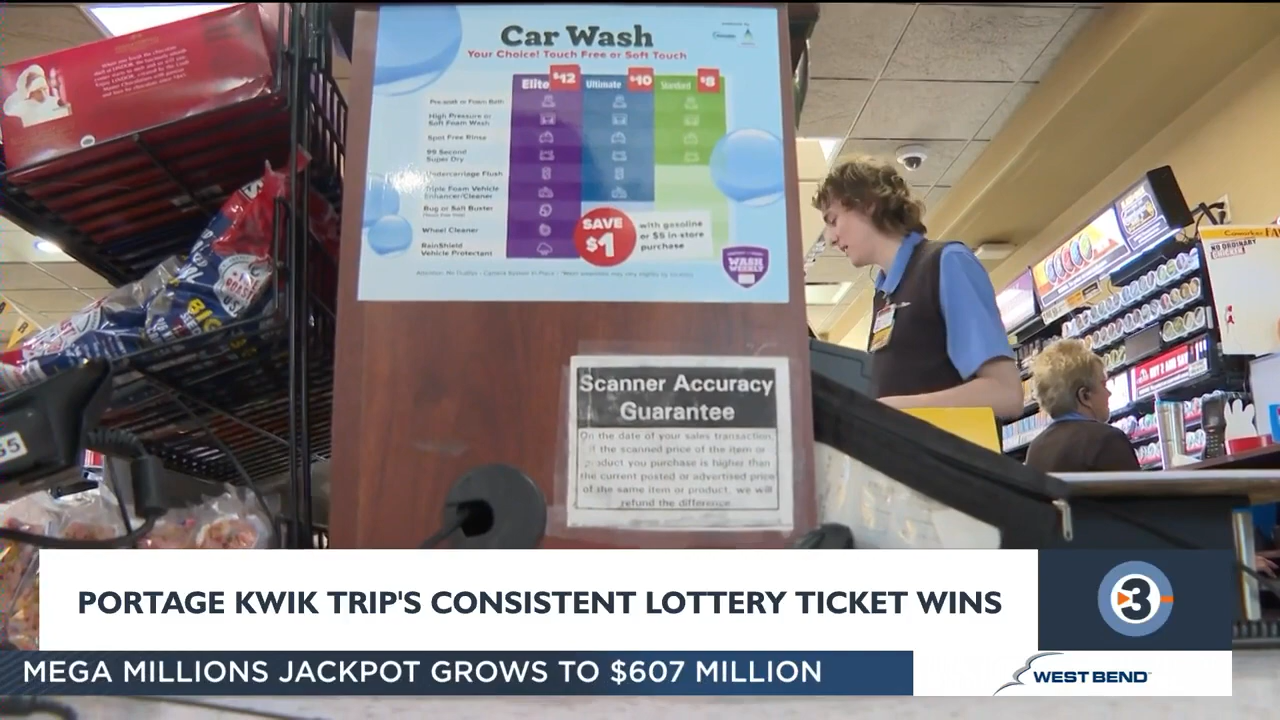 Car Wash
Your Choice! Touch Free or Soft Touch
Elite $12 Ultimate $10 Standard $8
Pre-soak or Foam Bath
High Pressure or
Soft Foam Wash
Spot Free Rinse
99 Second
Super Dry
Undercarriage Flush
Triple Foam Vehicle
Enhancer/Cleaner
Bug or Salt Buster
Wheel Cleaner
RainShield
Vehicle Protectant
SAVE
$1
with gasoline
or $5 in-store
purchase
WASH
WEEKLY
Scanner Accuracy
Guarantee
On the date of your sales transaction,
if the scanned price of the item or
product you purchase is higher than
the current posted or advertised price
of the same item or product, we will
refund the difference.
BIG
NO ORDINARY
CHICKEN
PORTAGE KWIK TRIP'S CONSISTENT LOTTERY TICKET WINS
3
MEGA MILLIONS JACKPOT GROWS TO $607 MILLION
WEST BEND